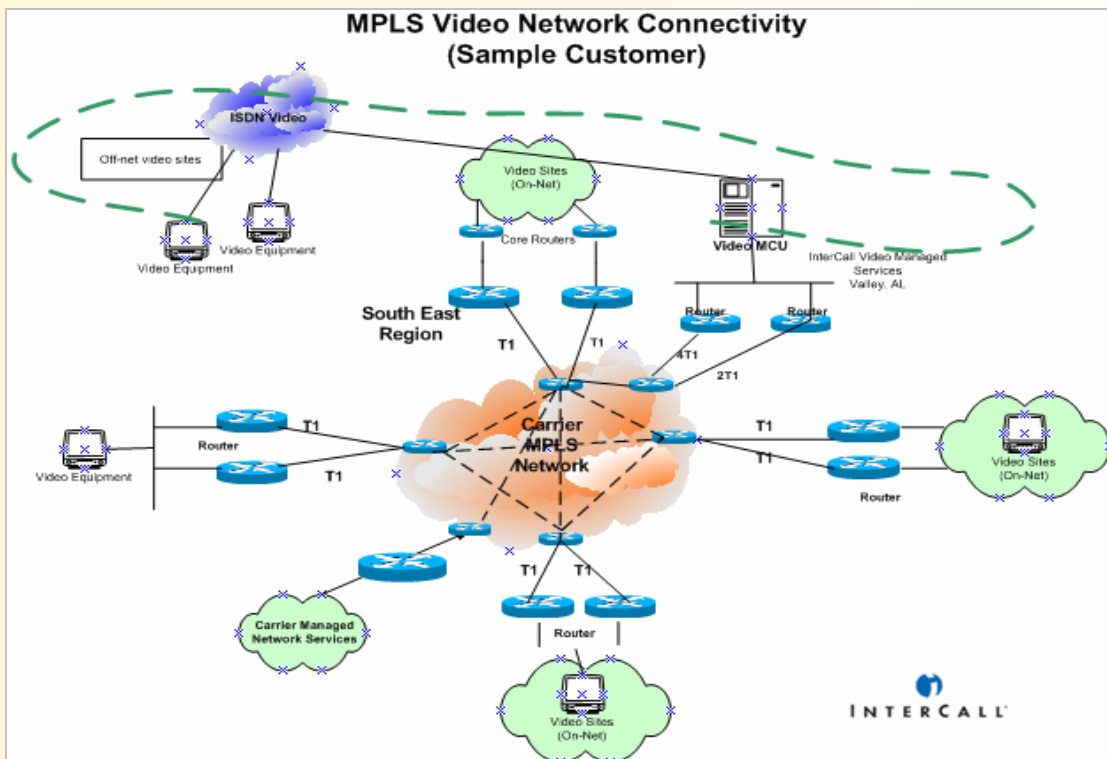 MPLS Video Network Connectivity
(Sample Customer)
ISDN Video
Off-net video sites
Video Sites
(On-Net)
Video Equipment
Video Equipment
Core Routers
Video MCU
InterCall Video Managed
Services
Valley, AL
South East
Region
T1
T1
Router
Router
4T1
2T1
Carrier
MPLS
Network
Video Equipment
Router
T1
T1
T1
T1
Router
Video Sites
(On-Net)
T1
T1
Router
Carrier Managed
Network Services
Video Sites
(On-Net)
INTERCALL